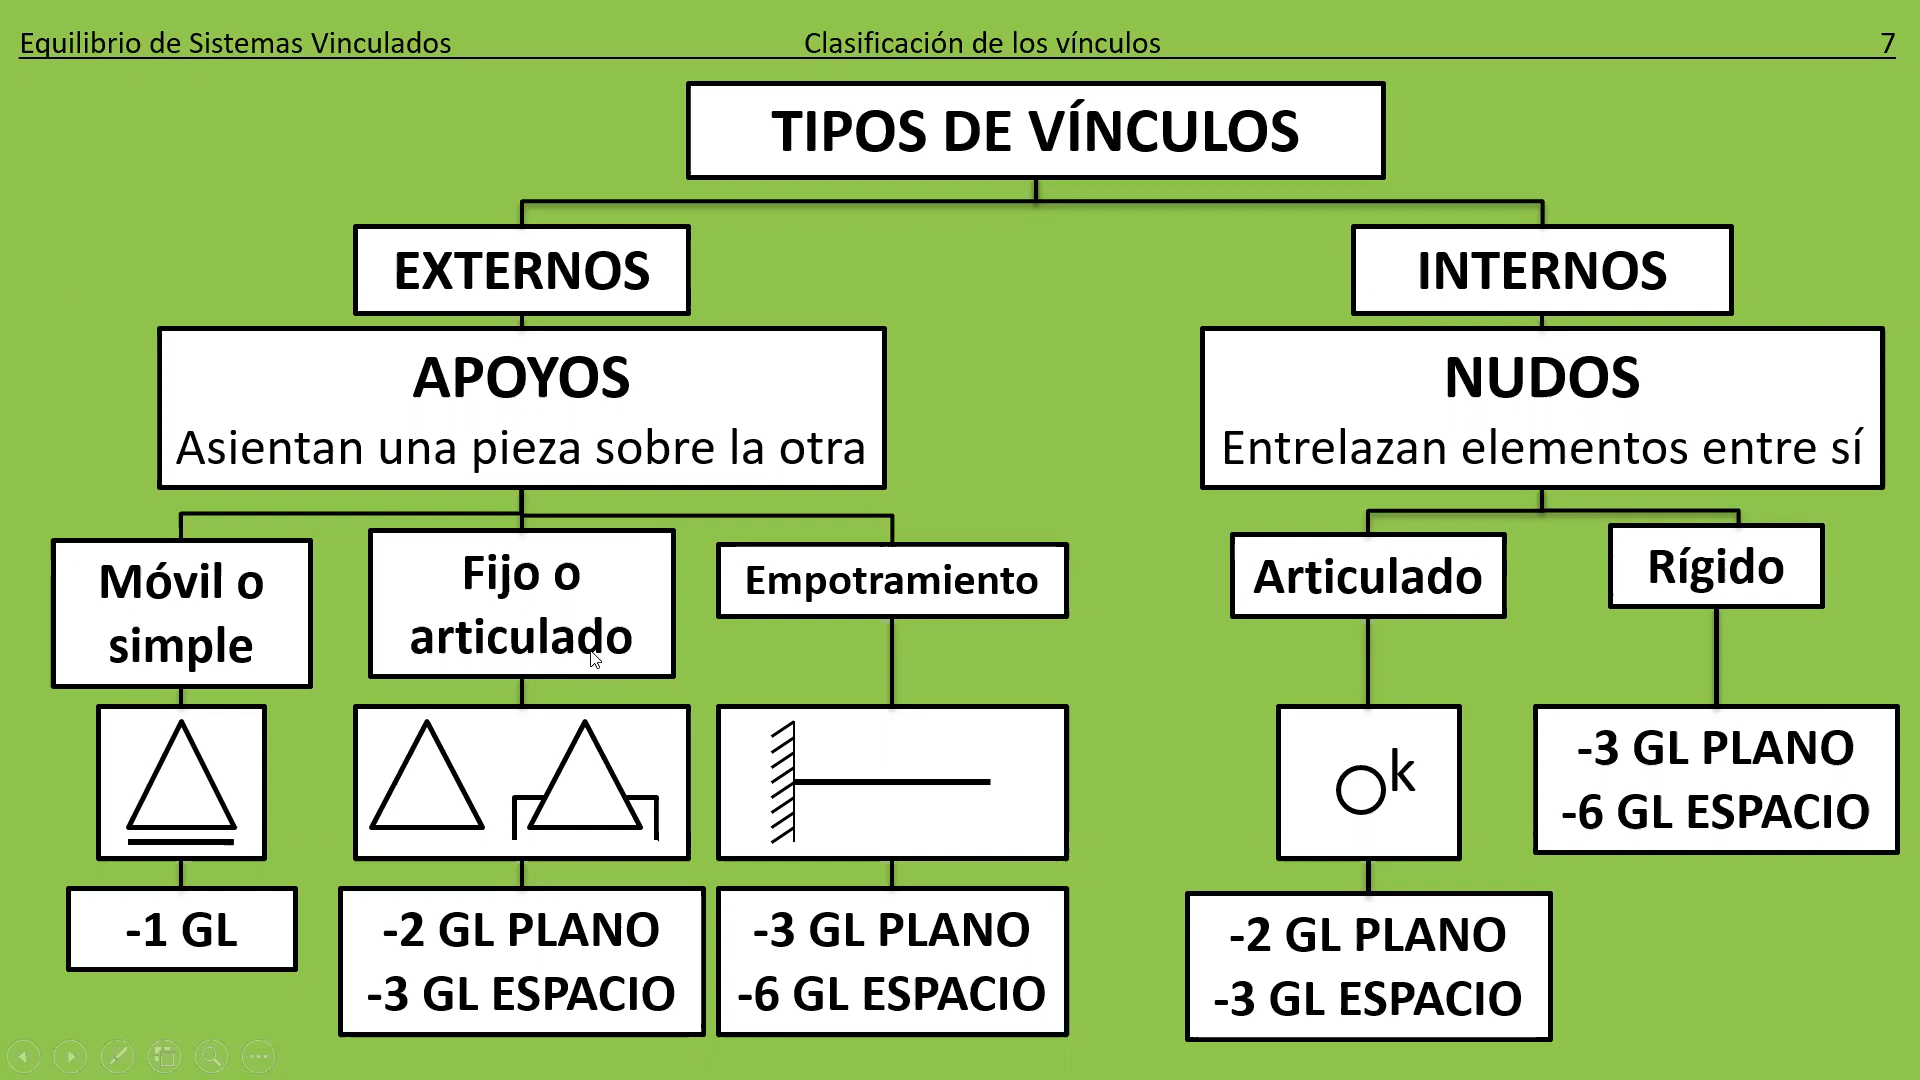 Equilibrio de Sistemas Vinculados
Clasificación de los vínculos
7
TIPOS DE VÍNCULOS
EXTERNOS
INTERNOS
APOYOS
Asientan una pieza sobre la otra
NUDOS
Entrelazan elementos entre sí
Móvil o
simple
Fijo o
articulado
Empotramiento
Articulado
Rígido
k
-3 GL PLANO
-6 GL ESPACIO
-1 GL
-2 GL PLANO
-3 GL ESPACIO
-3 GL PLANO
-6 GL ESPACIO
-2 GL PLANO
-3 GL ESPACIO